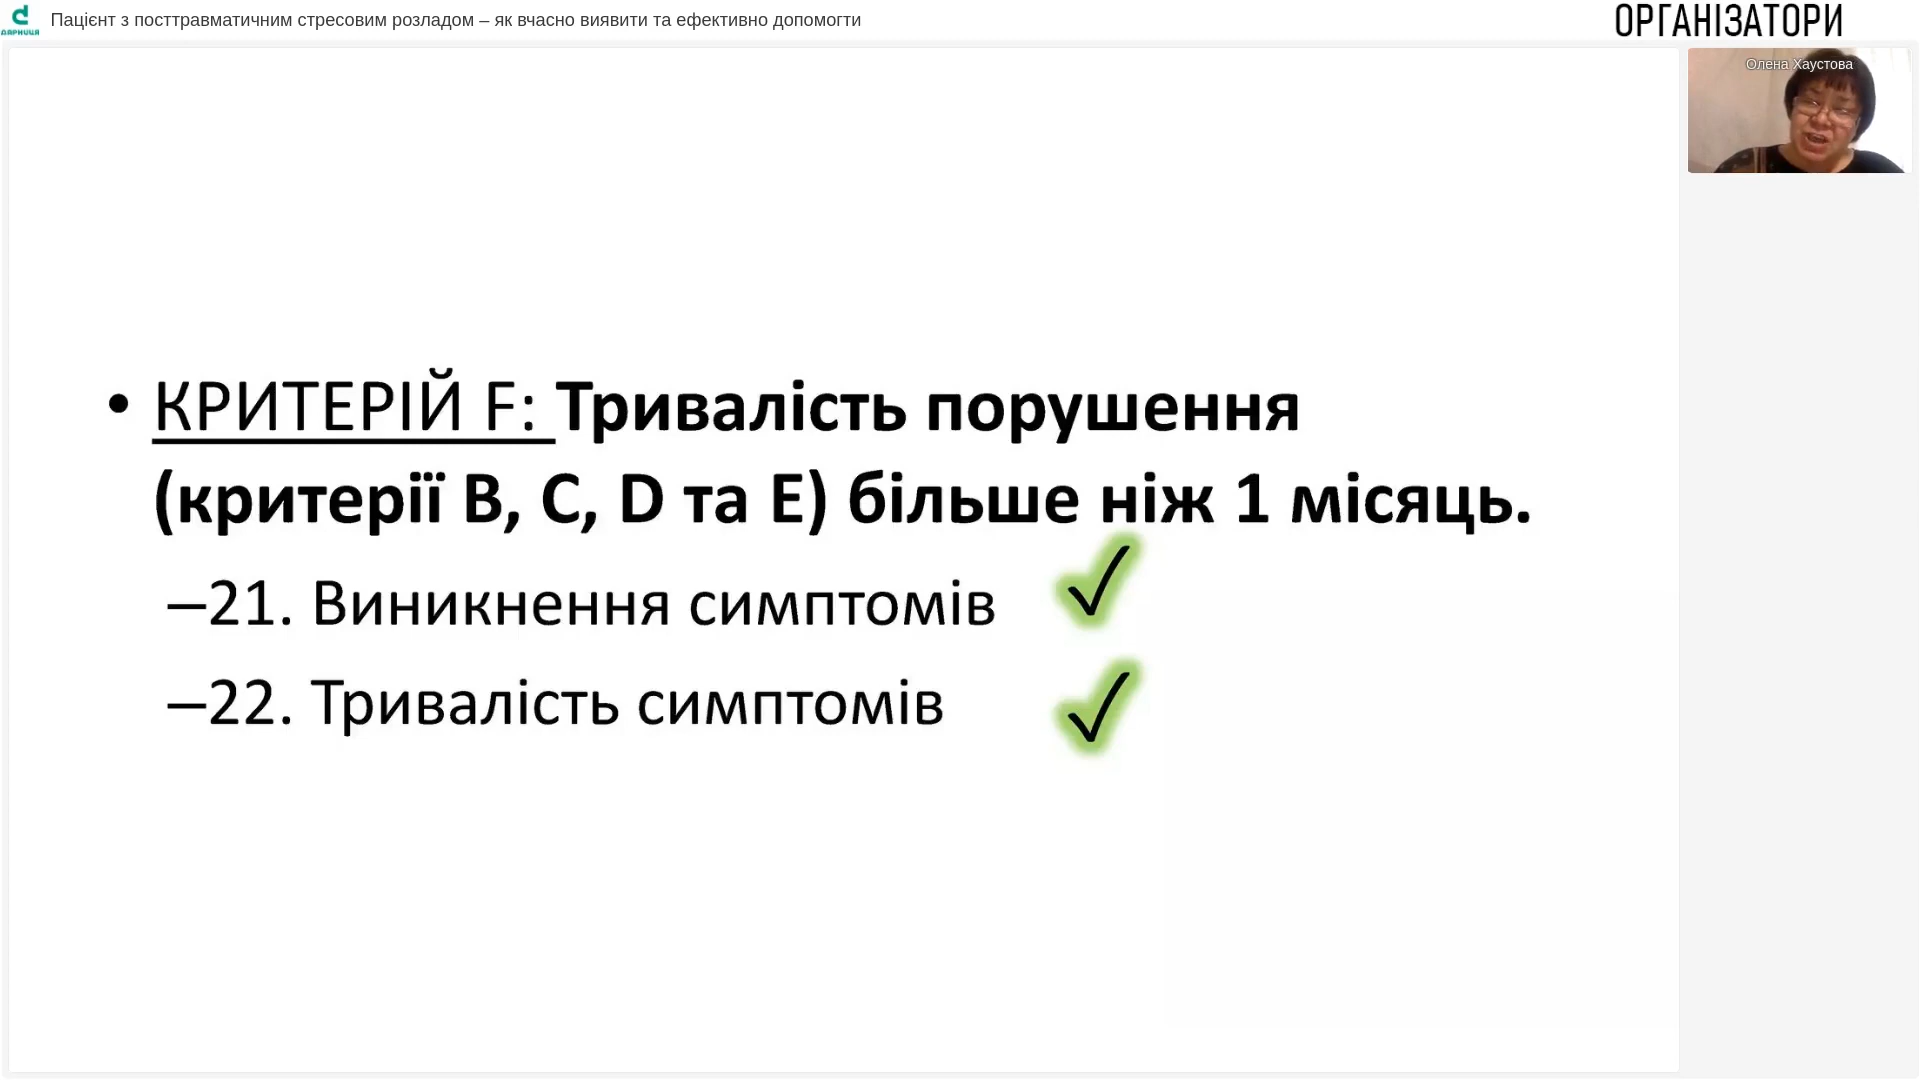 Пацієнт з посттравматичним стресовим розладом – як вчасно виявити та ефективно допомогти
ОРГАНІЗАТОРИ
ДАРНИЦЯ
Олена Хаустова
• КРИТЕРІЙ F: Тривалість порушення
(критерії B, C, D та E) більше ніж 1 місяць.
–21. Виникнення симптомів ✓
–22. Тривалість симптомів ✓